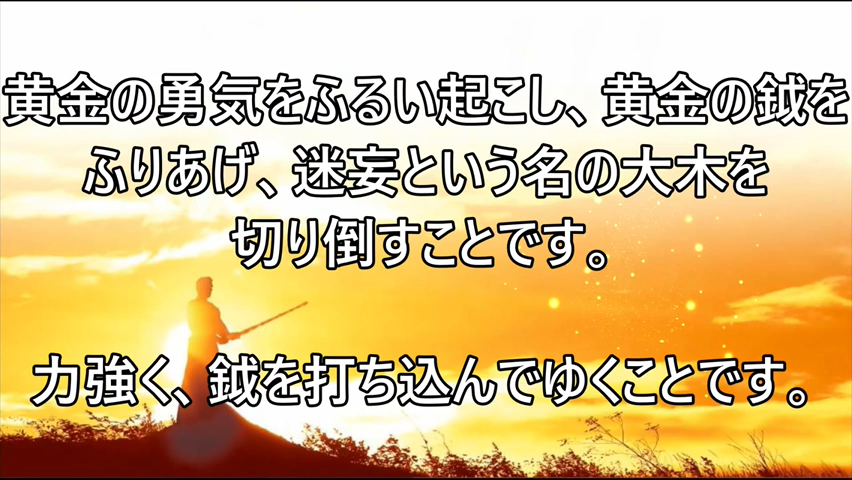 黄金の勇気をふるい起こし、黄金の鉞を
ふりあげ、迷妄という名の大木を
切り倒すことです。
力強く、鉞を打ち込んでゆくことです。